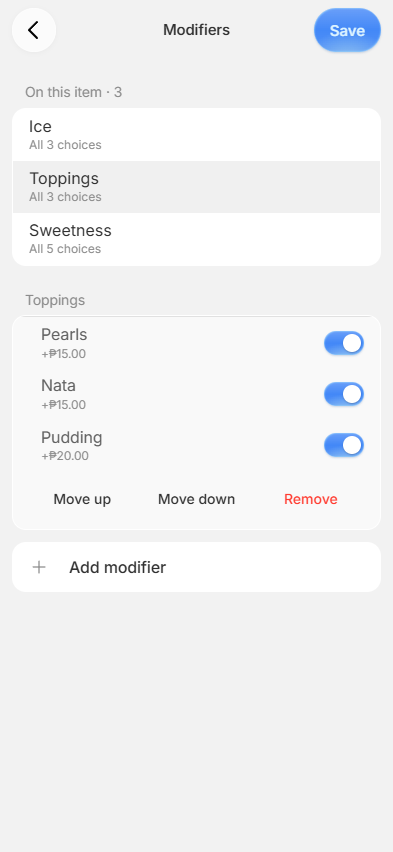 Modifiers
Save
On this item · 3
Ice
All 3 choices
Toppings
All 3 choices
Sweetness
All 5 choices
Toppings
Pearls
+₱15.00
Nata
+₱15.00
Pudding
+₱20.00
Move up
Move down
Remove
Add modifier